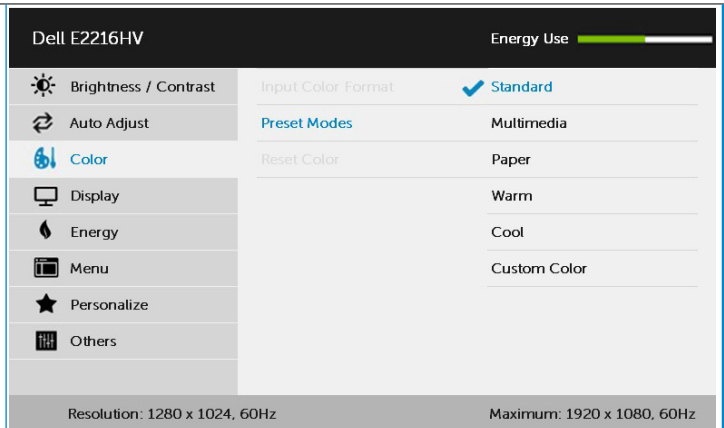 Dell E2216HV Energy Use
Brightness / Contrast Input Color Format Standard
Auto Adjust Preset Modes Multimedia
Color Reset Color Paper
Display Warm
Energy Cool
Menu Custom Color
Personalize
Others
Resolution: 1280 x 1024, 60Hz Maximum: 1920 x 1080, 60Hz